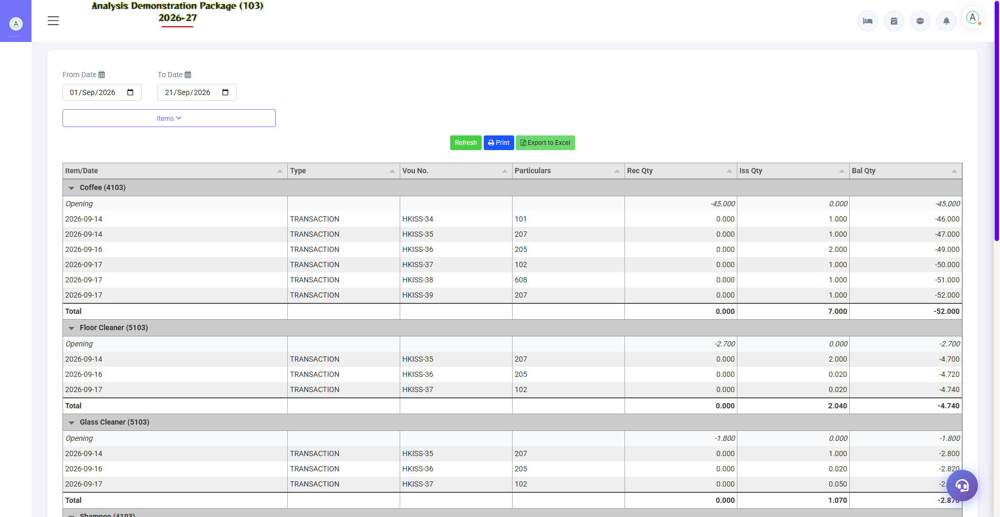 Analysis Demonstration Package (103)
2026-27
A
A
From Date
To Date
01/Sep/2026
21/Sep/2026
Items
Refresh Print Export to Excel
Item/Date Type Vou No. Particulars Rec Qty Iss Qty Bal Qty
Coffee (4103)
Opening -45.000 0.000 -45.000
2026-09-14 TRANSACTION HKISS-34 101 0.000 1.000 -46.000
2026-09-14 TRANSACTION HKISS-35 207 0.000 1.000 -47.000
2026-09-16 TRANSACTION HKISS-36 205 0.000 2.000 -49.000
2026-09-17 TRANSACTION HKISS-37 102 0.000 1.000 -50.000
2026-09-17 TRANSACTION HKISS-38 608 0.000 1.000 -51.000
2026-09-17 TRANSACTION HKISS-39 207 0.000 1.000 -52.000
Total 0.000 7.000 -52.000
Floor Cleaner (5103)
Opening -2.700 0.000 -2.700
2026-09-14 TRANSACTION HKISS-35 207 0.000 2.000 -4.700
2026-09-16 TRANSACTION HKISS-36 205 0.000 0.020 -4.720
2026-09-17 TRANSACTION HKISS-37 102 0.000 0.020 -4.740
Total 0.000 2.040 -4.740
Glass Cleaner (5103)
Opening -1.800 0.000 -1.800
2026-09-14 TRANSACTION HKISS-35 207 0.000 1.000 -2.800
2026-09-16 TRANSACTION HKISS-36 205 0.000 0.020 -2.820
2026-09-17 TRANSACTION HKISS-37 102 0.000 0.050
Total 0.000 1.070 -2.870
Shampoo (4103)